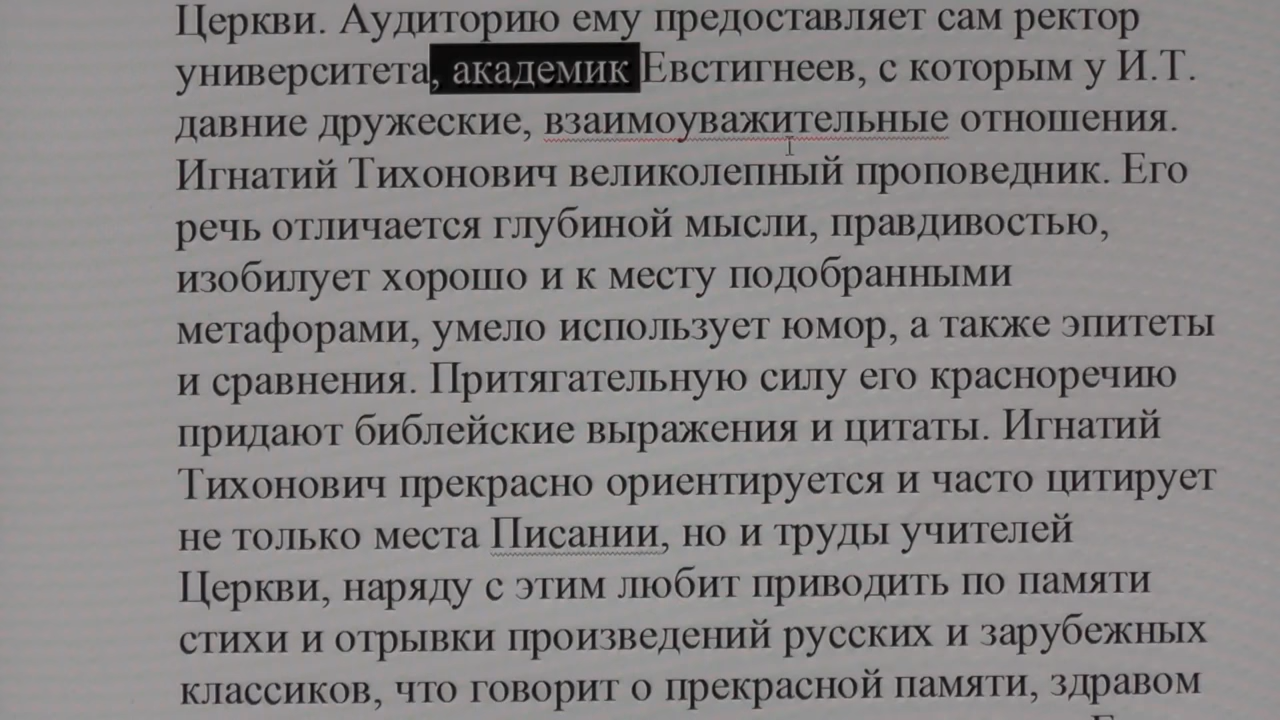 Церкви. Аудиторию ему предоставляет сам ректор
университета, академик Евстигнеев, с которым у И.Т.
давние дружеские, взаимоуважительные отношения.
Игнатий Тихонович великолепный проповедник. Его
речь отличается глубиной мысли, правдивостью,
изобилует хорошо и к месту подобранными
метафорами, умело использует юмор, а также эпитеты
и сравнения. Притягательную силу его красноречию
придают библейские выражения и цитаты. Игнатий
Тихонович прекрасно ориентируется и часто цитирует
не только места Писании, но и труды учителей
Церкви, наряду с этим любит приводить по памяти
стихи и отрывки произведений русских и зарубежных
классиков, что говорит о прекрасной памяти, здравом